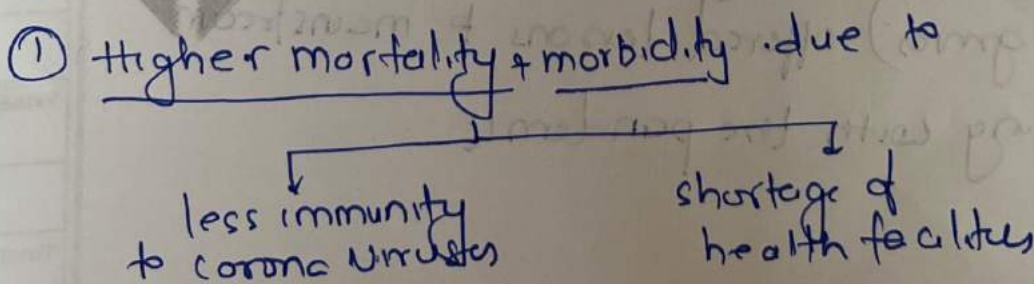 ① Higher mortality + morbidity due to
less immunity
to corona viruses
shortage of
health facilities